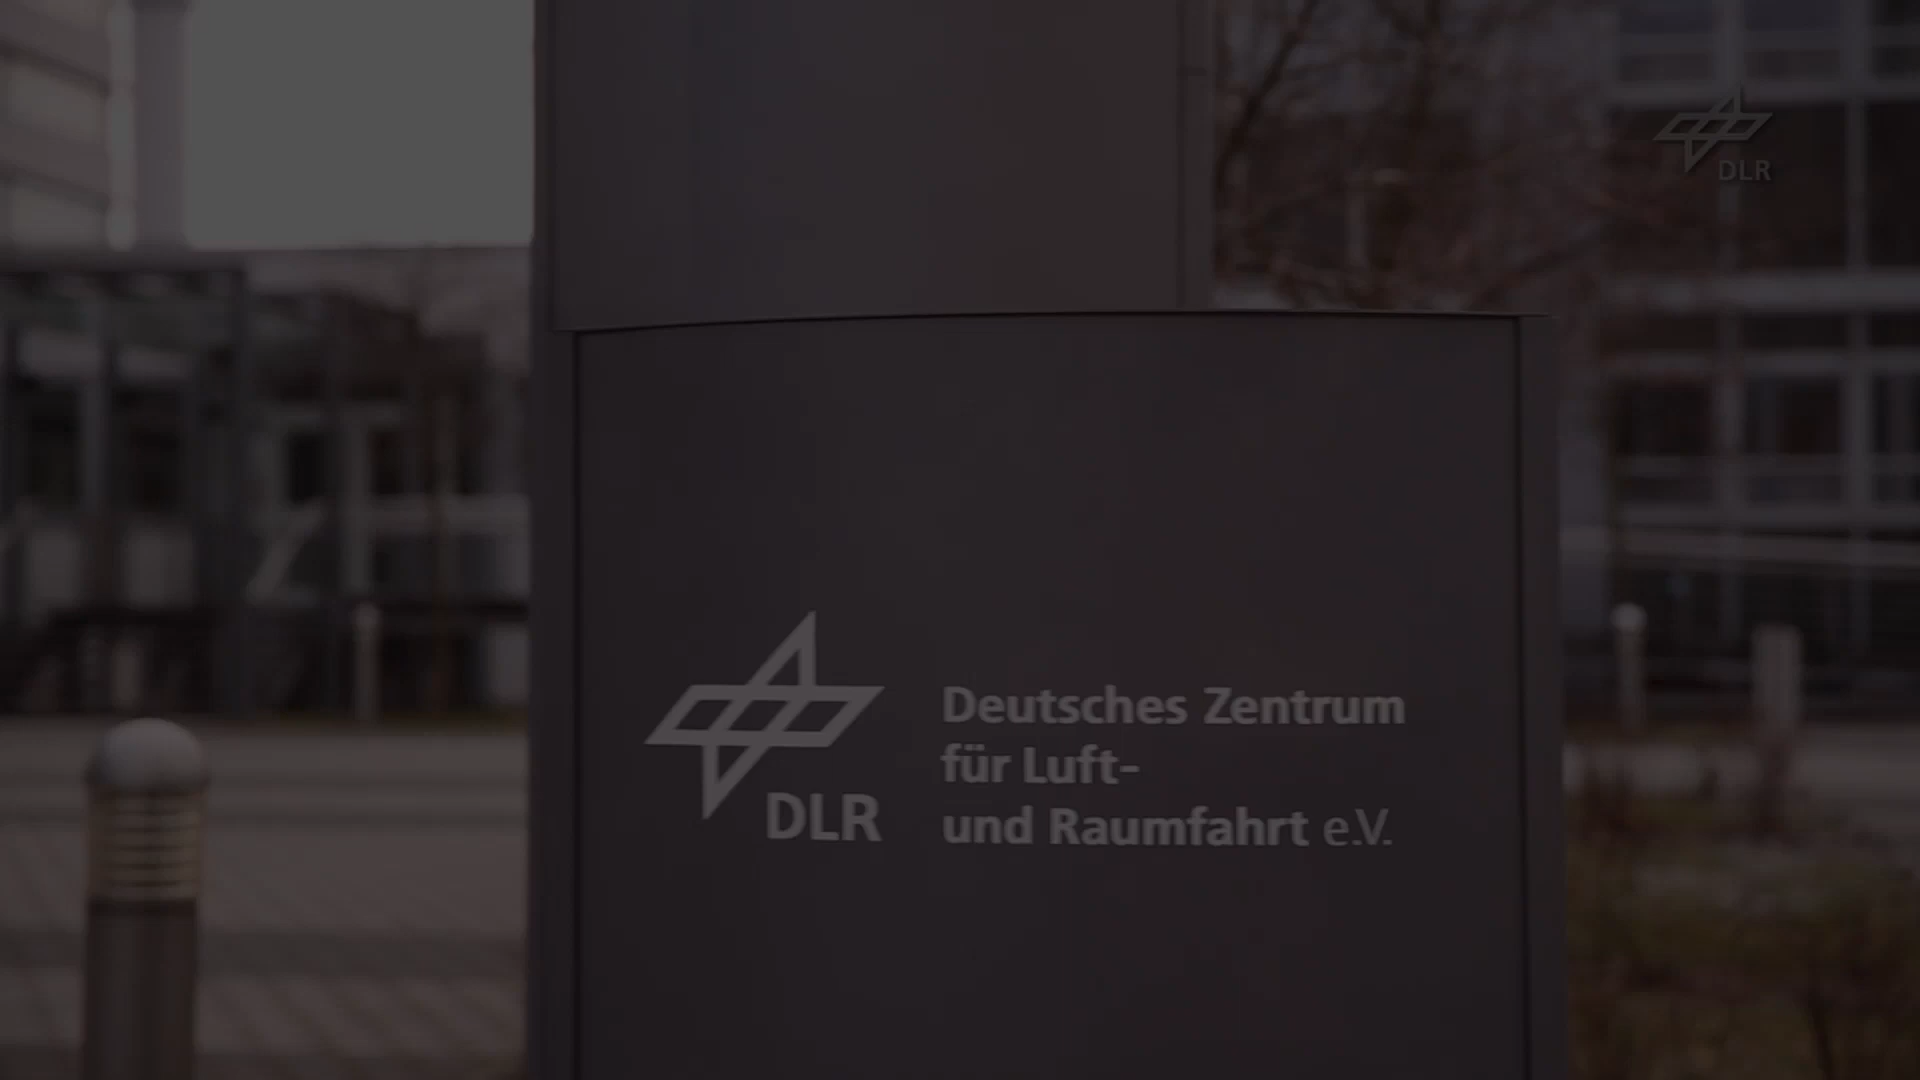 DLR
DLR
Deutsches Zentrum
für Luft-
und Raumfahrt e.V.